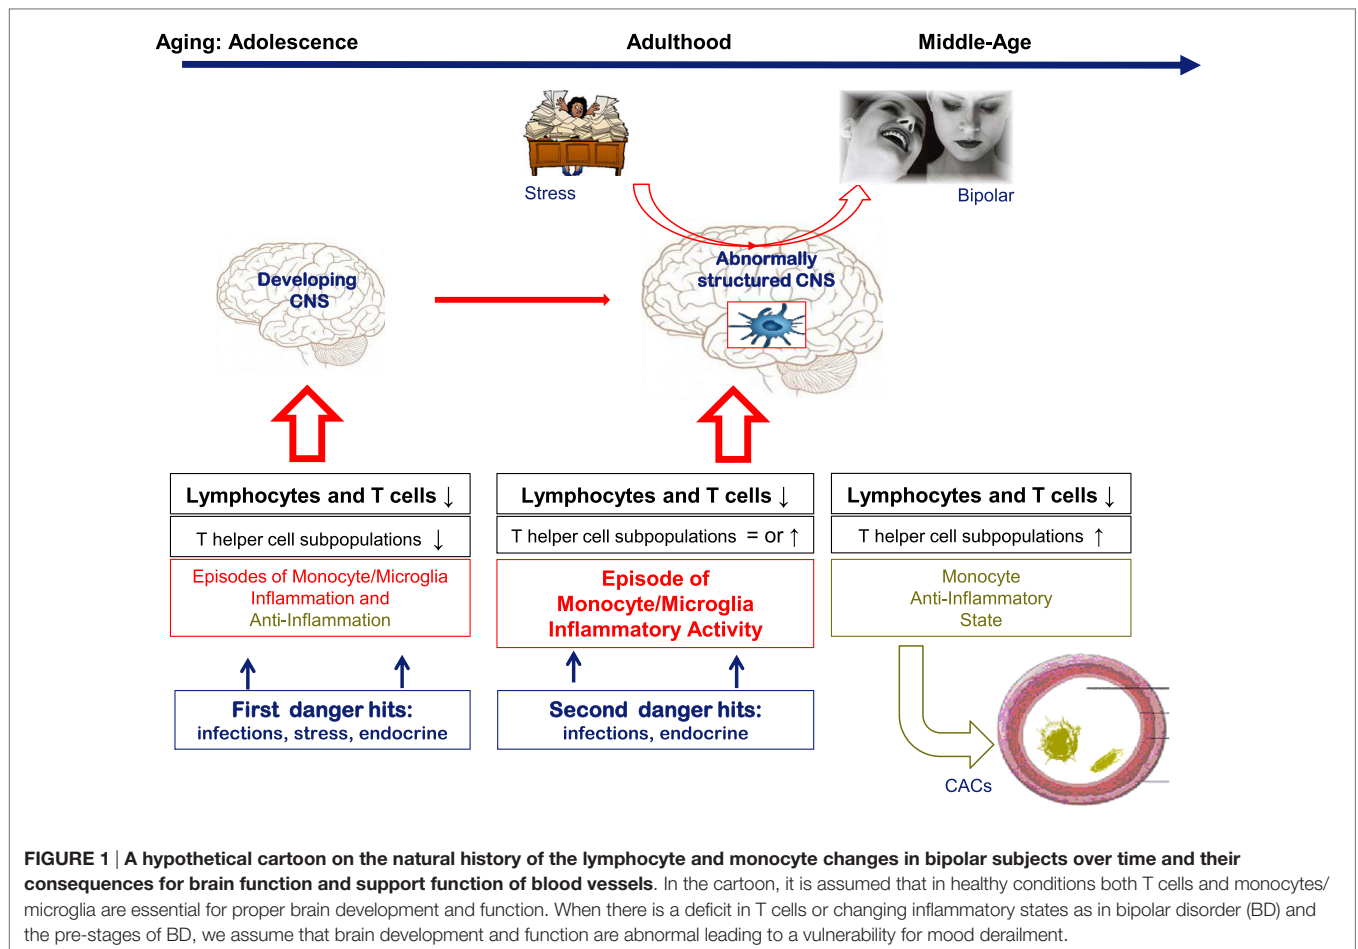 Aging: Adolescence
Adulthood
Middle-Age
Stress
Bipolar
Developing
CNS
Abnormally
structured CNS
Lymphocytes and T cells ↓
T helper cell subpopulations ↓
Episodes of Monocyte/Microglia
Inflammation and
Anti-Inflammation
First danger hits:
infections, stress, endocrine
Lymphocytes and T cells ↓
T helper cell subpopulations = or ↑
Episode of
Monocyte/Microglia
Inflammatory Activity
Second danger hits:
infections, endocrine
Lymphocytes and T cells ↓
T helper cell subpopulations ↑
Monocyte
Anti-Inflammatory
State
CACs
FIGURE 1 | A hypothetical cartoon on the natural history of the lymphocyte and monocyte changes in bipolar subjects over time and their
consequences for brain function and support function of blood vessels. In the cartoon, it is assumed that in healthy conditions both T cells and monocytes/
microglia are essential for proper brain development and function. When there is a deficit in T cells or changing inflammatory states as in bipolar disorder (BD) and
the pre-stages of BD, we assume that brain development and function are abnormal leading to a vulnerability for mood derailment.